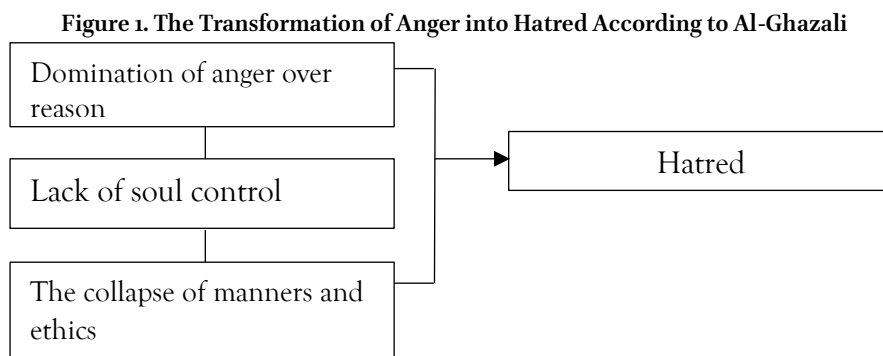 Figure 1. The Transformation of Anger into Hatred According to Al-Ghazali
Domination of anger over
reason
Lack of soul control
The collapse of manners and
ethics
Hatred